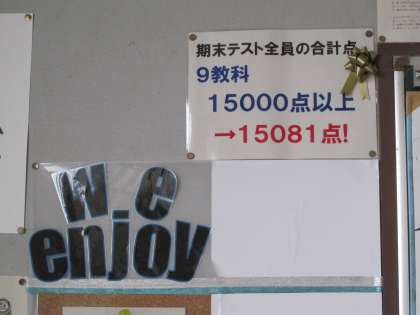 期末テスト全員の合計点
9教科
15000点以上
→15081点!
we
enjoy